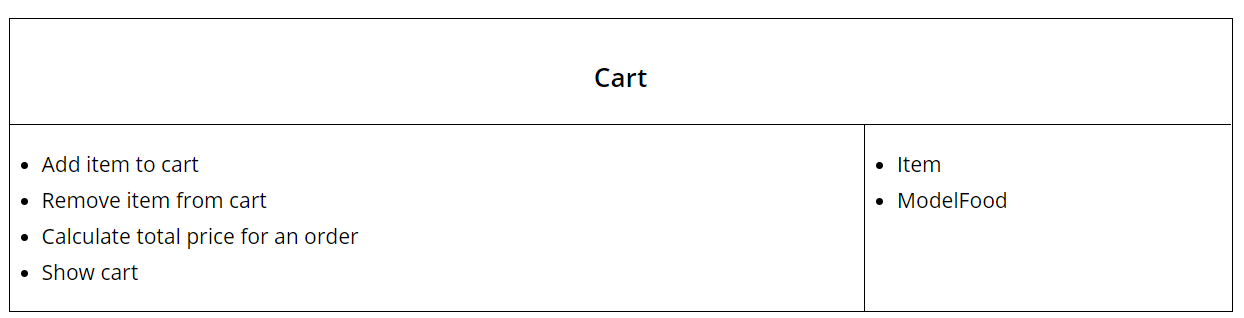 Cart
Add item to cart
Remove item from cart
Calculate total price for an order
Show cart
Item
ModelFood